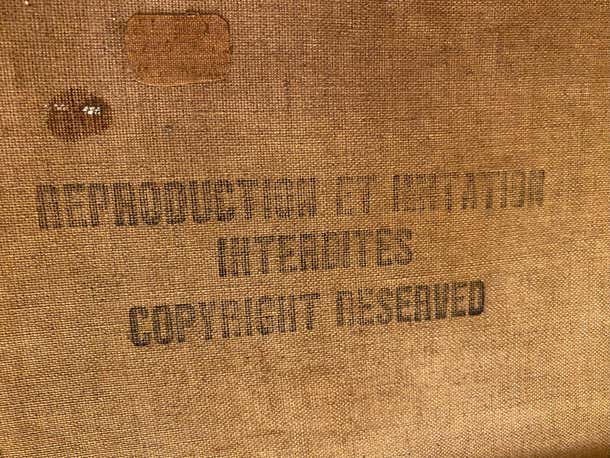 REPRODUCTION ET IMITATION
INTERDITES
COPYRIGHT RESERVED